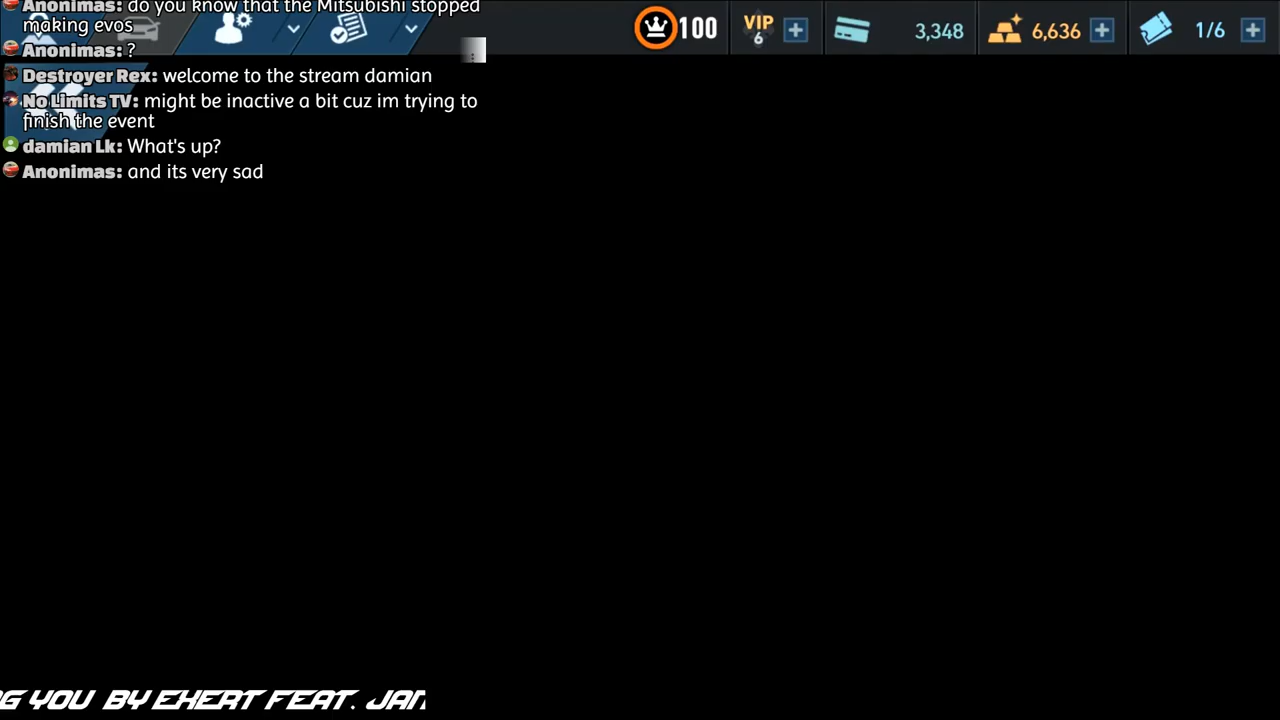 Anonimas: do you know that the Mitsubishi stopped
making evos
Anonimas: ?
Destroyer Rex: welcome to the stream damian
No Limits TV: might be inactive a bit cuz im trying to
finish the event
damian Lk: What's up?
Anonimas: and its very sad
100
VIP
6
3,348
6,636
1/6
G YOU BY EXERT FEAT. JAN